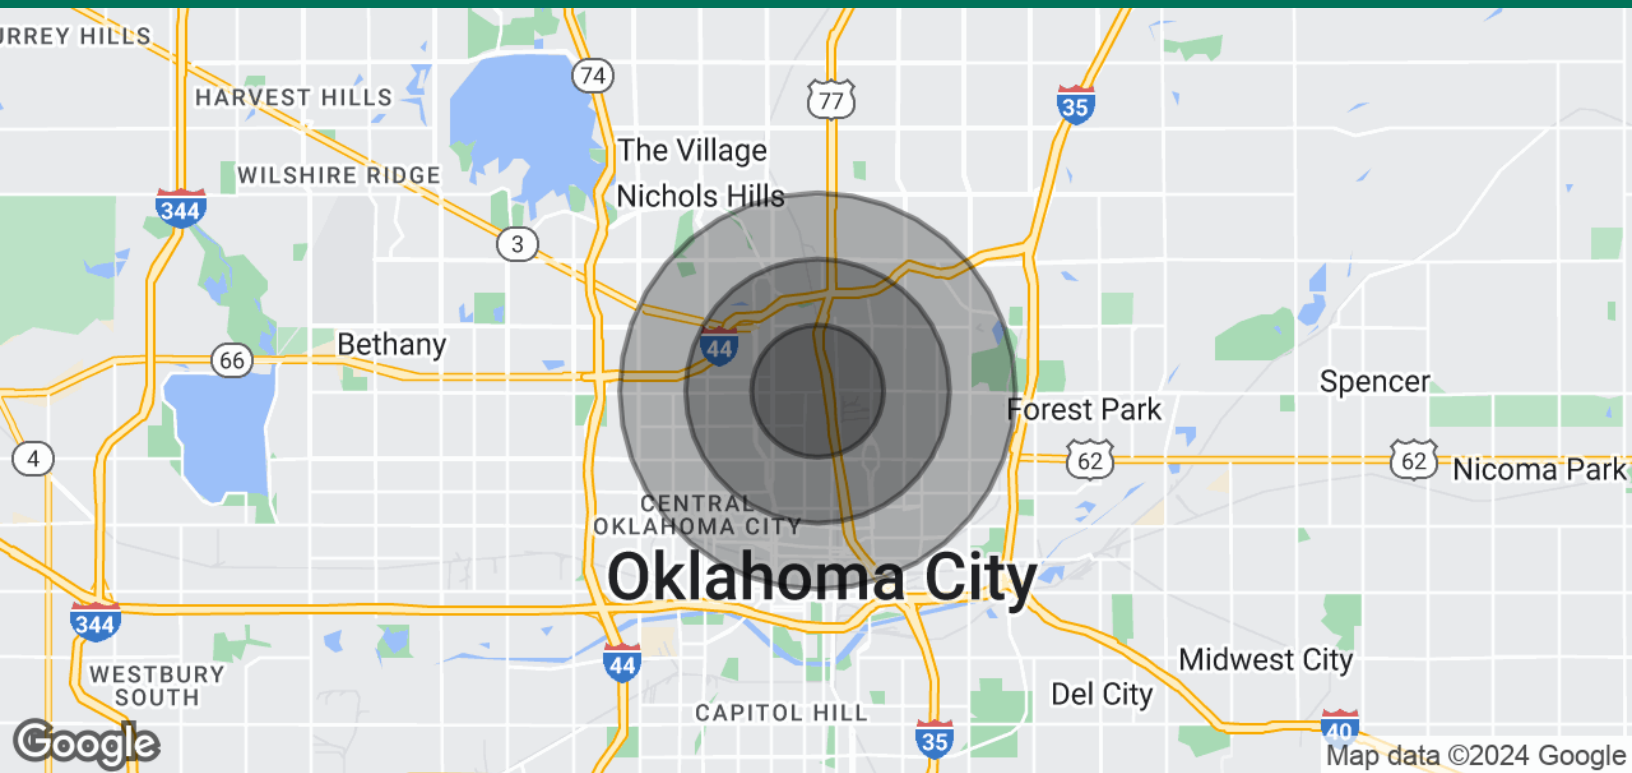 URREY HILLS
74
HARVEST HILLS
77
35
The Village
WILSHIRE RIDGE
Nichols Hills
344
3
Bethany
44
66
Spencer
Forest Park
4
62
62
Nicoma Park
CENTRAL
OKLAHOMA CITY
Oklahoma City
344
44
Midwest City
WESTBURY
SOUTH
Del City
CAPITOL HILL
35
40
Google
Map data ©2024 Google